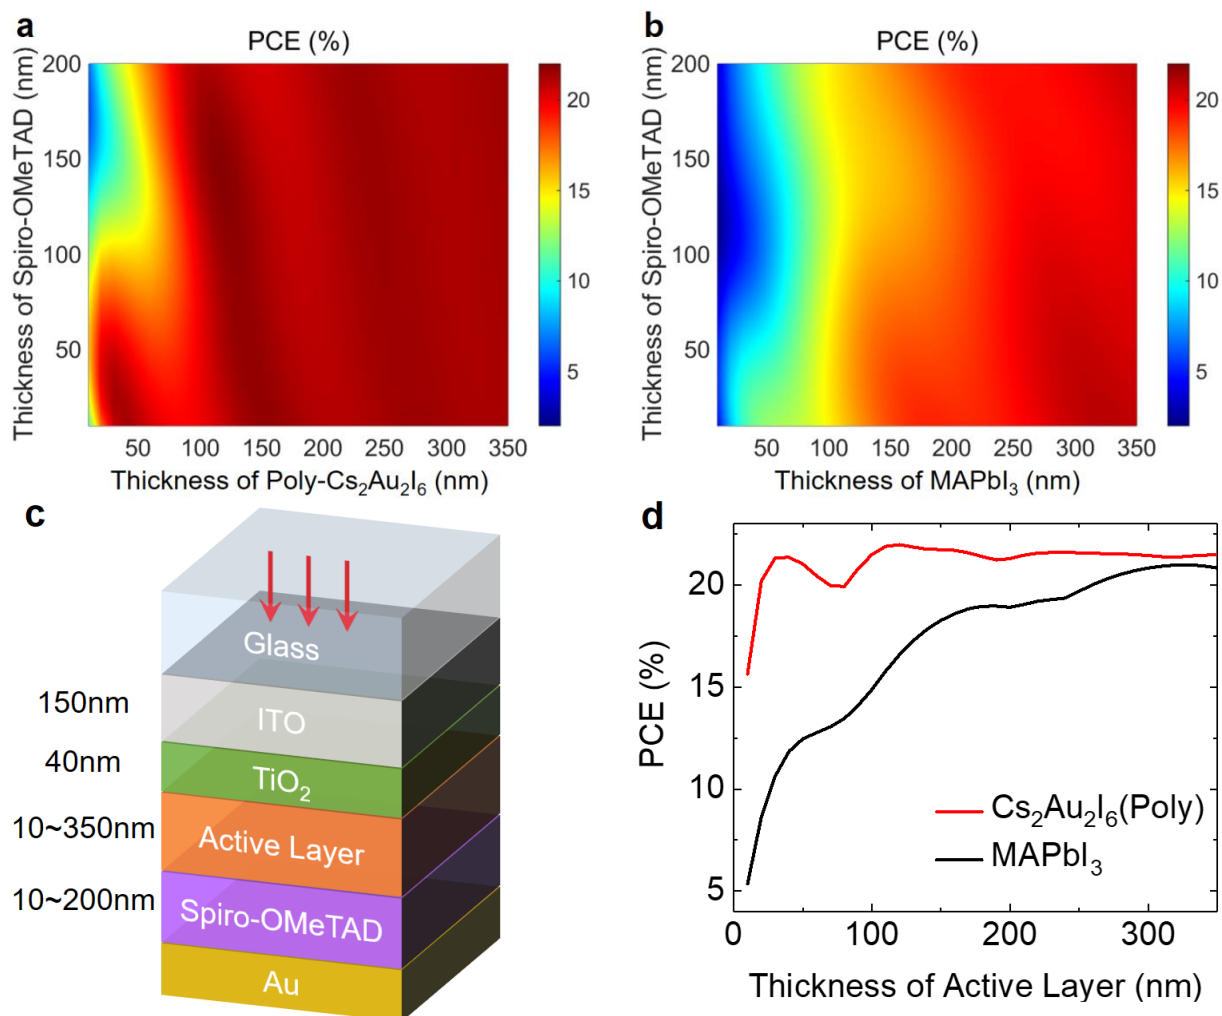 a
PCE (%)
Thickness of Spiro-OMeTAD (nm)
200
150
100
50
50 100 150 200 250 300 350
Thickness of Poly-Cs₂Au₂I₆ (nm)
20
15
10
5
b
PCE (%)
Thickness of Spiro-OMeTAD (nm)
200
150
100
50
50 100 150 200 250 300 350
Thickness of MAPbI₃ (nm)
20
15
10
5
c
Glass
150nm
ITO
40nm
TiO₂
10~350nm
Active Layer
10~200nm
Spiro-OMeTAD
Au
d
PCE (%)
20
15
10
5
0 100 200 300
Thickness of Active Layer (nm)
Cs₂Au₂I₆(Poly)
MAPbI₃